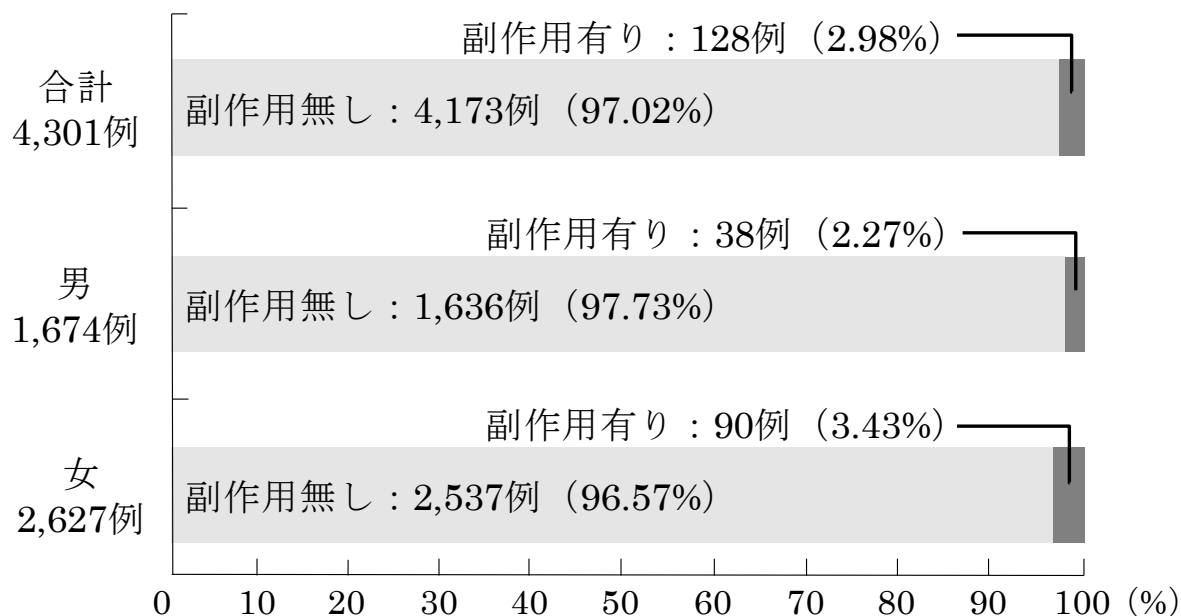 副作用有り：128例（2.98%）
合計
4,301例
副作用無し：4,173例（97.02%）
副作用有り：38例（2.27%）
男
1,674例
副作用無し：1,636例（97.73%）
副作用有り：90例（3.43%）
女
2,627例
副作用無し：2,537例（96.57%）
0 10 20 30 40 50 60 70 80 90 100（%）